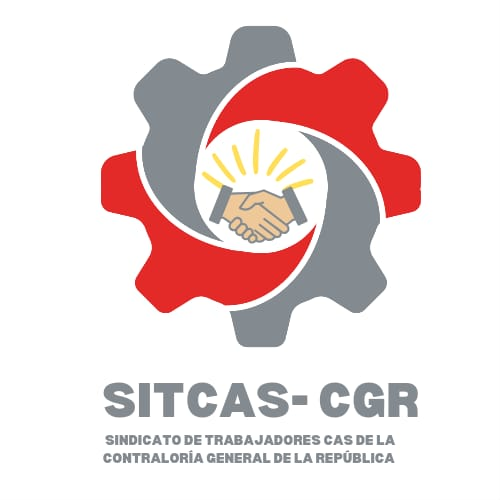 SITCAS- CGR
SINDICATO DE TRABAJADORES CAS DE LA
CONTRALORÍA GENERAL DE LA REPÚBLICA